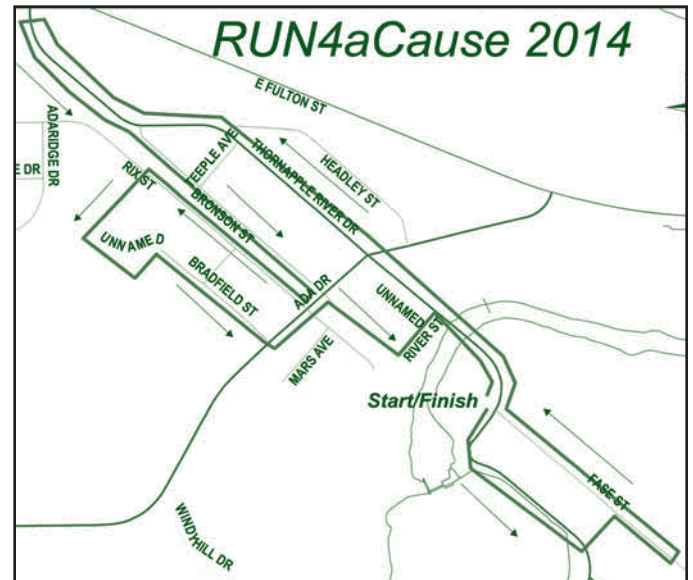 RUN4aCause 2014
E FULTON ST
ADARIDGE DR
E DR
TEEPLE AVE
THORNAPPLE RIVER DR
HEADLEY ST
RIX ST
BRONSON ST
UNNAMED
BRADFIELD ST
ADA DR
UNNAMED
RIVER ST
MARS AVE
Start/Finish
FASE ST
WINDYHILL DR